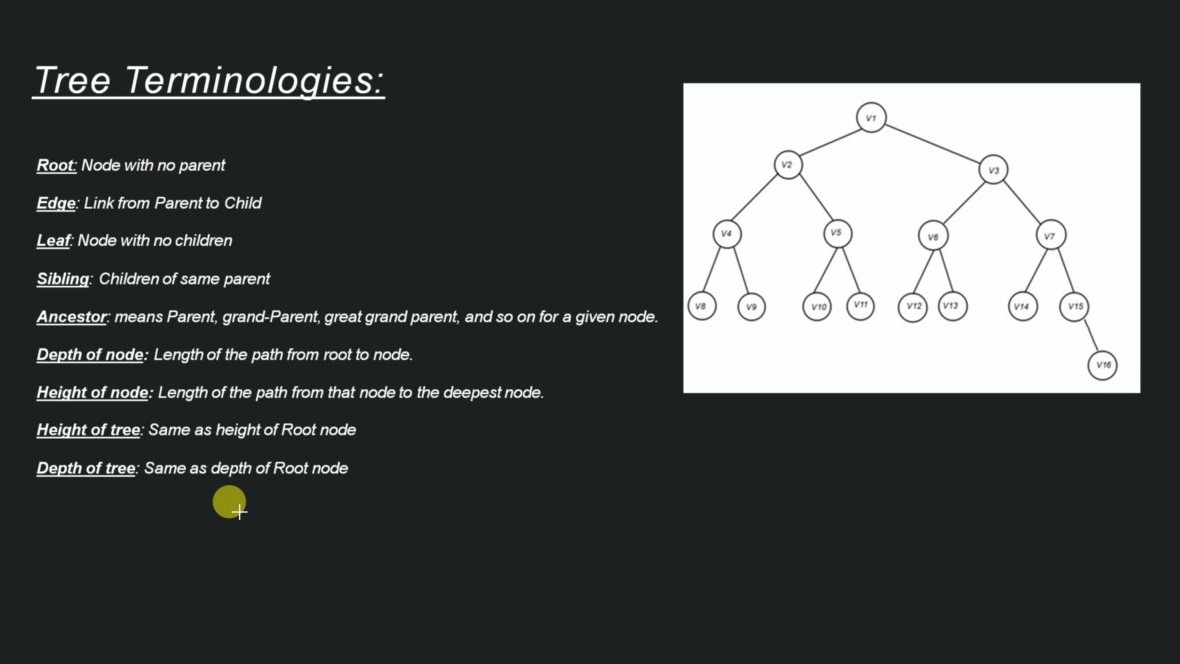 Tree Terminologies:
Root: Node with no parent
Edge: Link from Parent to Child
Leaf: Node with no children
Sibling: Children of same parent
Ancestor: means Parent, grand-Parent, great grand parent, and so on for a given node.
Depth of node: Length of the path from root to node.
Height of node: Length of the path from that node to the deepest node.
Height of tree: Same as height of Root node
Depth of tree: Same as depth of Root node
V1
V2
V3
V4
V5
V6
V7
V8
V9
V10
V11
V12
V13
V14
V15
V16